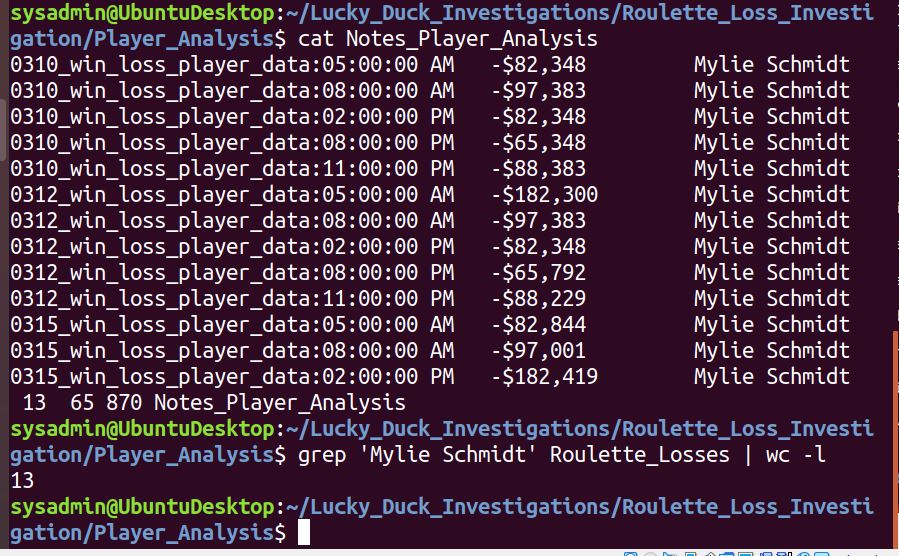 sysadmin@UbuntuDesktop:~/Lucky_Duck_Investigations/Roulette_Loss_Investi
gation/Player_Analysis$ cat Notes_Player_Analysis
0310_win_loss_player_data:05:00:00 AM   -$82,348          Mylie Schmidt
0310_win_loss_player_data:08:00:00 AM   -$97,383          Mylie Schmidt
0310_win_loss_player_data:02:00:00 PM   -$82,348          Mylie Schmidt
0310_win_loss_player_data:08:00:00 PM   -$65,348          Mylie Schmidt
0310_win_loss_player_data:11:00:00 PM   -$88,383          Mylie Schmidt
0312_win_loss_player_data:05:00:00 AM   -$182,300         Mylie Schmidt
0312_win_loss_player_data:08:00:00 AM   -$97,383          Mylie Schmidt
0312_win_loss_player_data:02:00:00 PM   -$82,348          Mylie Schmidt
0312_win_loss_player_data:08:00:00 PM   -$65,792          Mylie Schmidt
0312_win_loss_player_data:11:00:00 PM   -$88,229          Mylie Schmidt
0315_win_loss_player_data:05:00:00 AM   -$82,844          Mylie Schmidt
0315_win_loss_player_data:08:00:00 AM   -$97,001          Mylie Schmidt
0315_win_loss_player_data:02:00:00 PM   -$182,419         Mylie Schmidt
 13  65 870 Notes_Player_Analysis
sysadmin@UbuntuDesktop:~/Lucky_Duck_Investigations/Roulette_Loss_Investi
gation/Player_Analysis$ grep 'Mylie Schmidt' Roulette_Losses | wc -l
13
sysadmin@UbuntuDesktop:~/Lucky_Duck_Investigations/Roulette_Loss_Investi
gation/Player_Analysis$